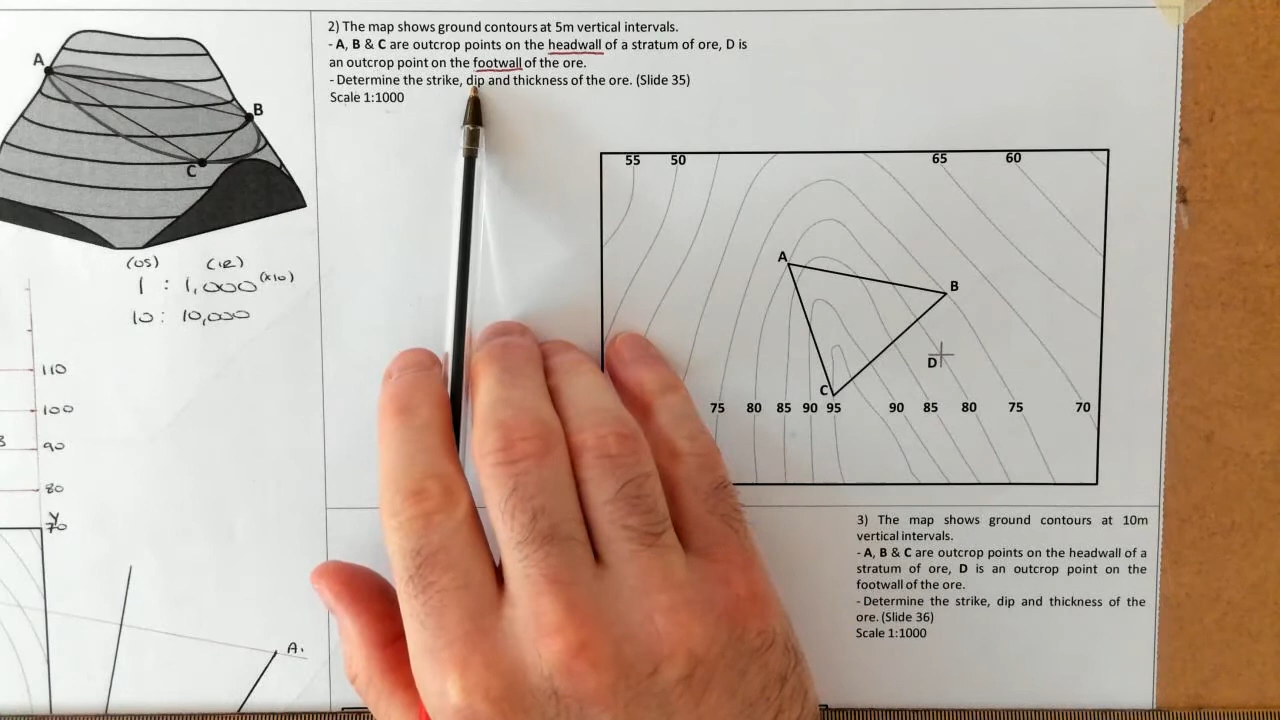 2) The map shows ground contours at 5m vertical intervals.
- A, B & C are outcrop points on the headwall of a stratum of ore, D is
an outcrop point on the footwall of the ore.
- Determine the strike, dip and thickness of the ore. (Slide 35)
Scale 1:1000
A
B
C
(OS) (IR)
1 : 1,000 (x10)
10 : 10,000
110
100
90
80
70
Y
A.
55 50 65 60
A
B
D
C
75 80 85 90 95 90 85 80 75 70
3) The map shows ground contours at 10m
vertical intervals.
- A, B & C are outcrop points on the headwall of a
stratum of ore, D is an outcrop point on the
footwall of the ore.
- Determine the strike, dip and thickness of the
ore. (Slide 36)
Scale 1:1000